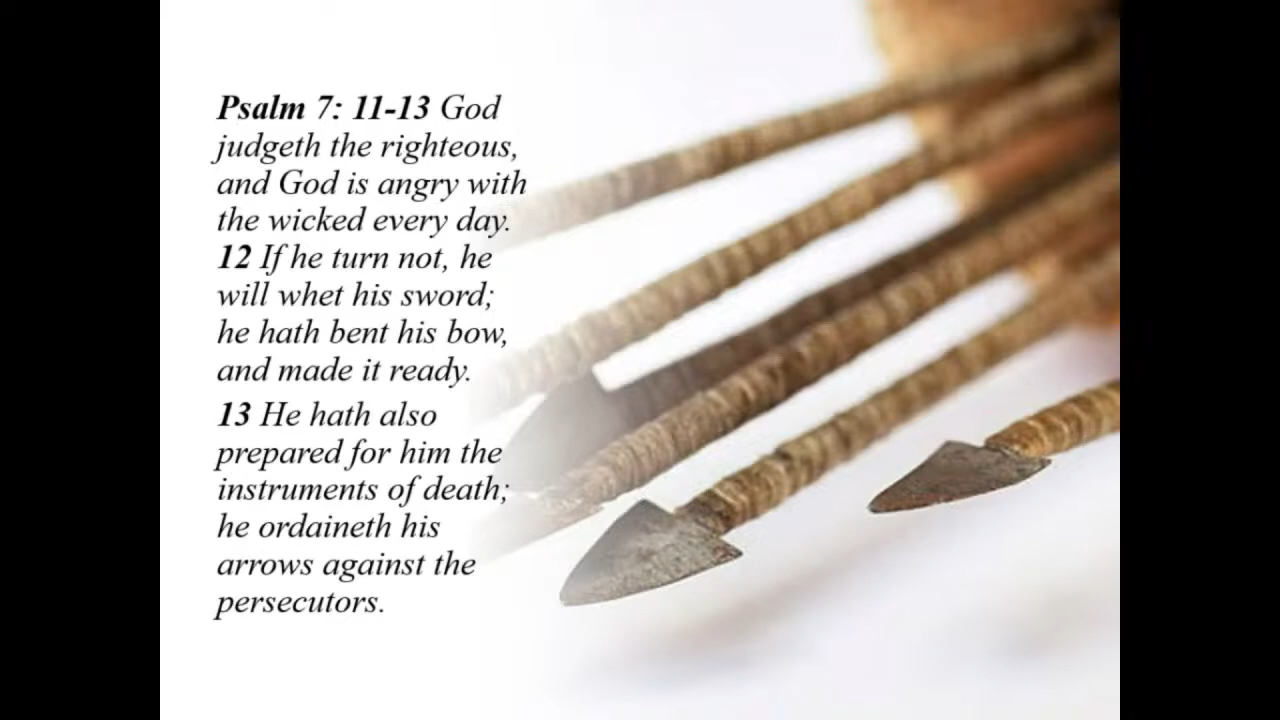 Psalm 7: 11-13 God
judgeth the righteous,
and God is angry with
the wicked every day.
12 If he turn not, he
will whet his sword;
he hath bent his bow,
and made it ready.
13 He hath also
prepared for him the
instruments of death;
he ordaineth his
arrows against the
persecutors.